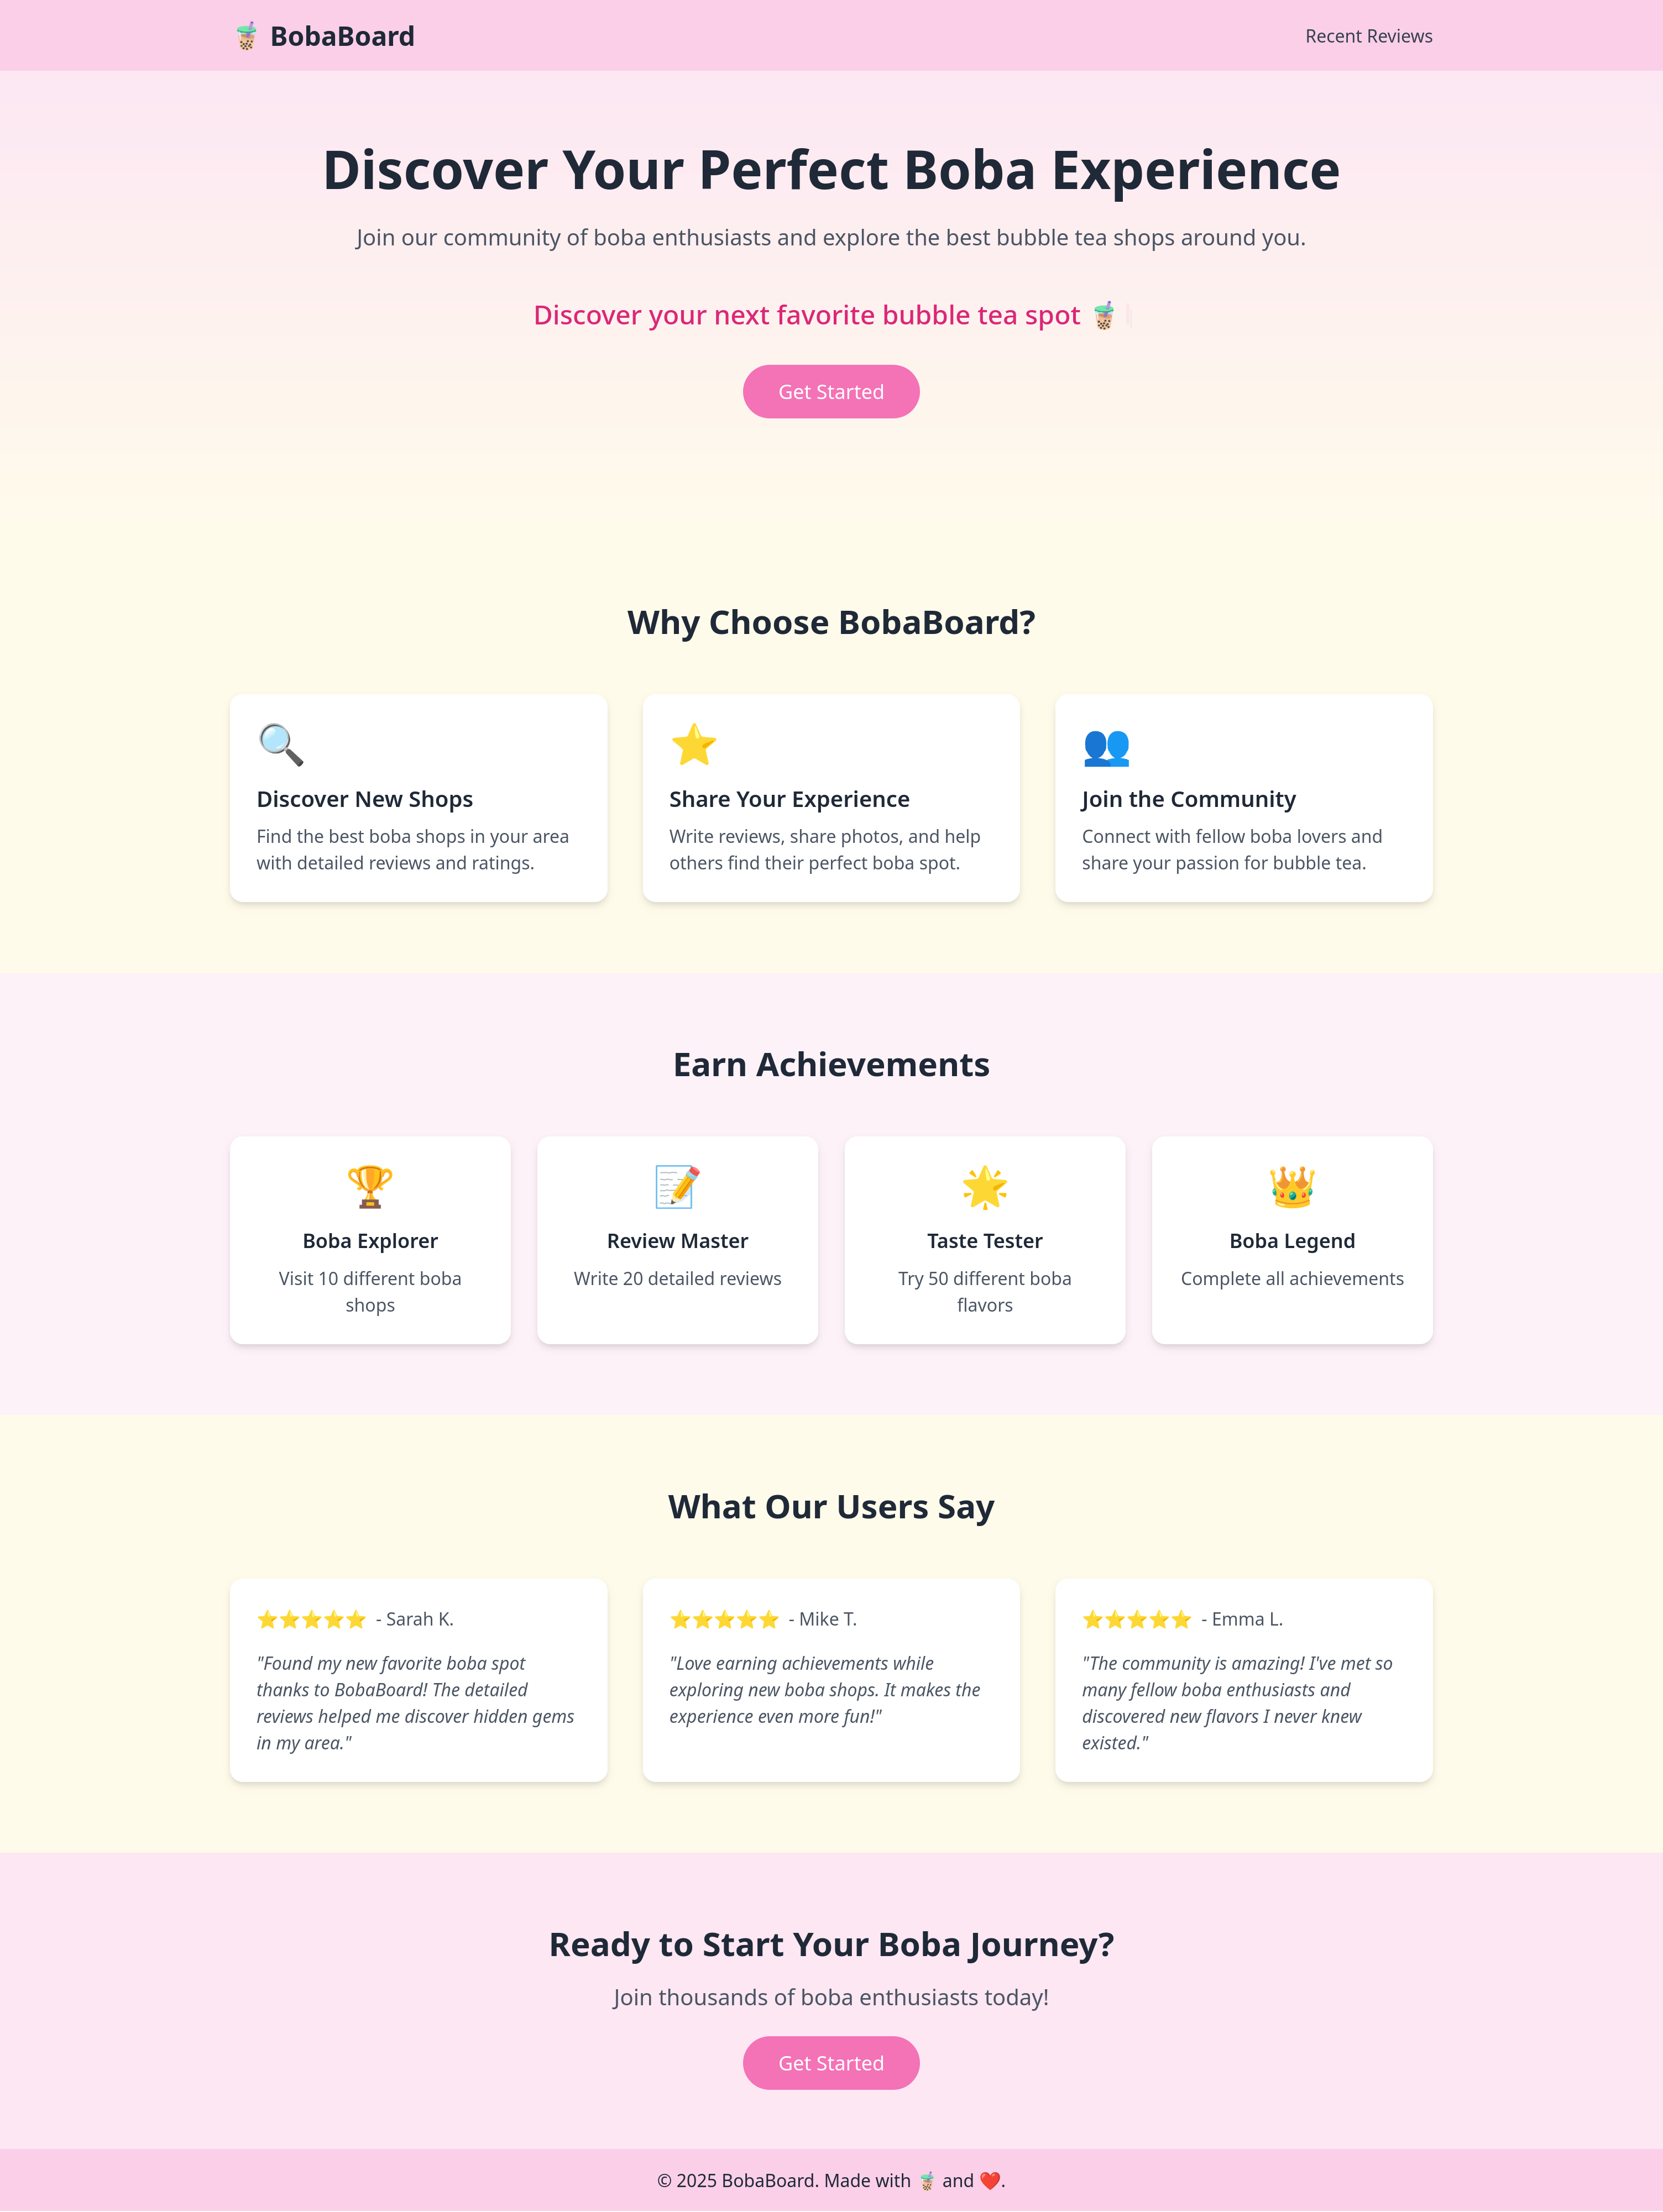 🧋 BobaBoard
Recent Reviews
Discover Your Perfect Boba Experience
Join our community of boba enthusiasts and explore the best bubble tea shops around you.
Discover your next favorite bubble tea spot 🧋
Get Started
Why Choose BobaBoard?
Discover New Shops
Find the best boba shops in your area
with detailed reviews and ratings.
Share Your Experience
Write reviews, share photos, and help
others find their perfect boba spot.
Join the Community
Connect with fellow boba lovers and
share your passion for bubble tea.
Earn Achievements
Boba Explorer
Visit 10 different boba
shops
Review Master
Write 20 detailed reviews
Taste Tester
Try 50 different boba
flavors
Boba Legend
Complete all achievements
What Our Users Say
⭐⭐⭐⭐⭐ - Sarah K.
"Found my new favorite boba spot
thanks to BobaBoard! The detailed
reviews helped me discover hidden gems
in my area."
⭐⭐⭐⭐⭐ - Mike T.
"Love earning achievements while
exploring new boba shops. It makes the
experience even more fun!"
⭐⭐⭐⭐⭐ - Emma L.
"The community is amazing! I've met so
many fellow boba enthusiasts and
discovered new flavors I never knew
existed."
Ready to Start Your Boba Journey?
Join thousands of boba enthusiasts today!
Get Started
© 2025 BobaBoard. Made with 🧋 and ❤️.